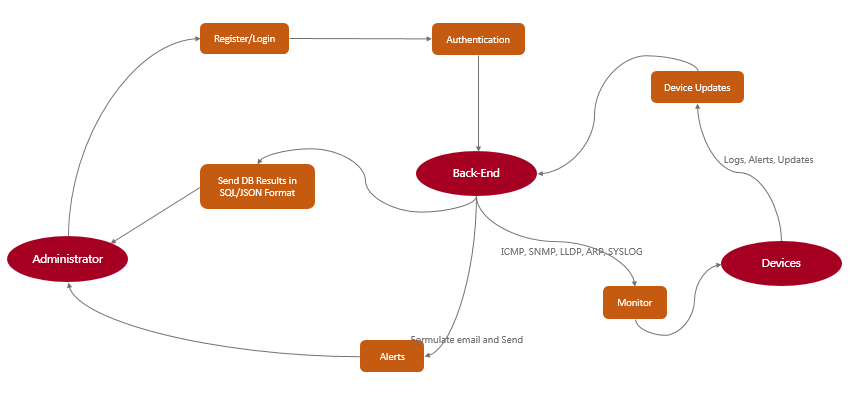 Register/Login
Authentication
Device Updates
Logs, Alerts, Updates
Send DB Results in
SQL/JSON Format
Back-End
Administrator
ICMP, SNMP, LLDP, ARP, SYSLOG
Devices
Monitor
Formulate email and Send
Alerts